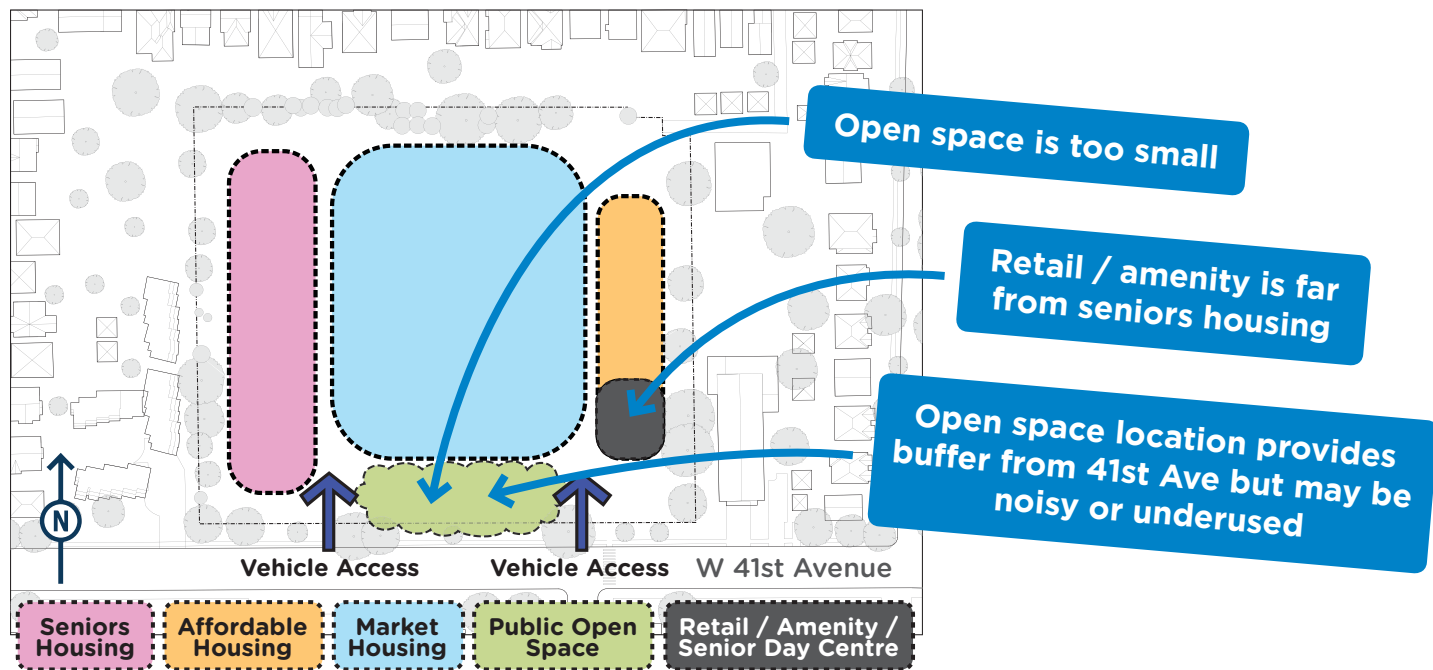 Open space is too small
Retail / amenity is far
from seniors housing
Open space location provides
buffer from 41st Ave but may be
noisy or underused
N
Vehicle Access
Vehicle Access
W 41st Avenue
Seniors
Housing
Affordable
Housing
Market
Housing
Public Open
Space
Retail / Amenity /
Senior Day Centre